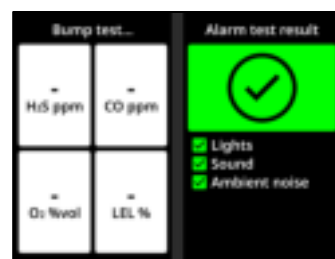 Bump test...
-
H₂S ppm
-
CO ppm
-
O₂ %vol
-
LEL %
Alarm test result
Lights
Sound
Ambient noise